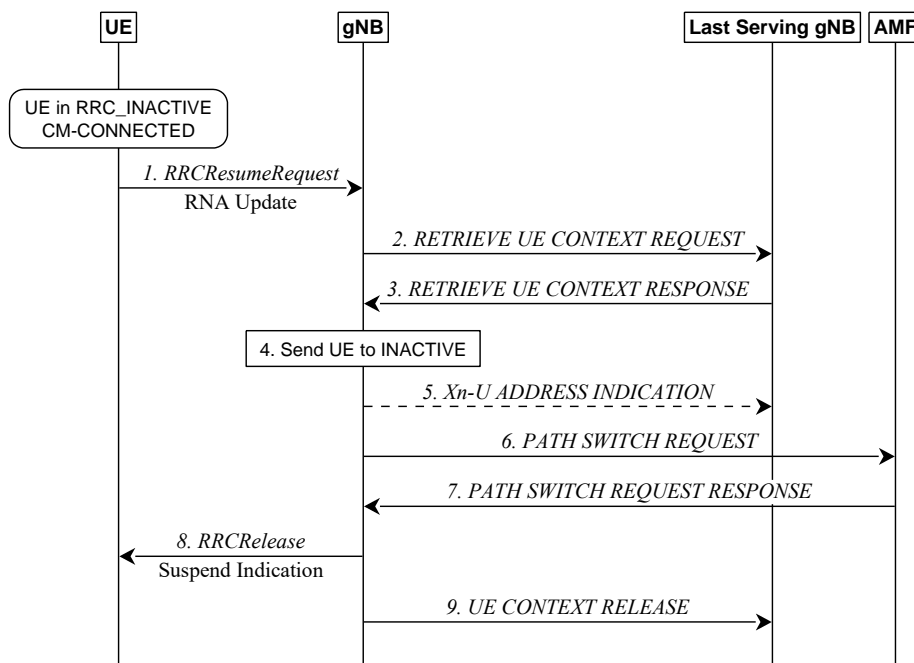 UE
gNB
Last Serving gNB
AMF
UE in RRC_INACTIVE
CM-CONNECTED
1. RRCResumeRequest
RNA Update
2. RETRIEVE UE CONTEXT REQUEST
3. RETRIEVE UE CONTEXT RESPONSE
4. Send UE to INACTIVE
5. Xn-U ADDRESS INDICATION
6. PATH SWITCH REQUEST
7. PATH SWITCH REQUEST RESPONSE
8. RRCRelease
Suspend Indication
9. UE CONTEXT RELEASE